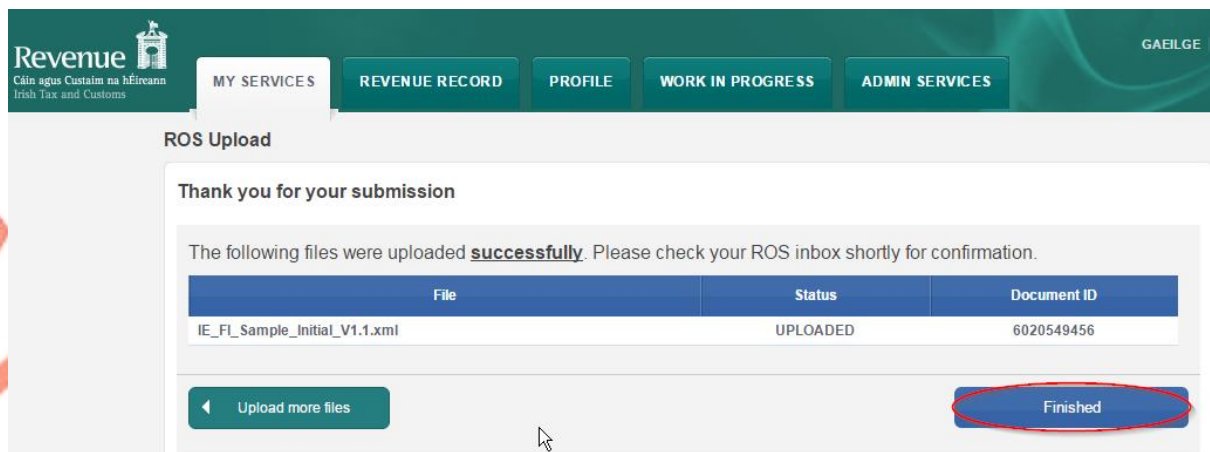 GAEILGE
Revenue
Cáin agus Custaim na hÉireann
Irish Tax and Customs
MY SERVICES
REVENUE RECORD
PROFILE
WORK IN PROGRESS
ADMIN SERVICES
ROS Upload
Thank you for your submission
The following files were uploaded successfully. Please check your ROS inbox shortly for confirmation.
File Status Document ID
IE_FI_Sample_Initial_V1.1.xml UPLOADED 6020549456
Upload more files
Finished